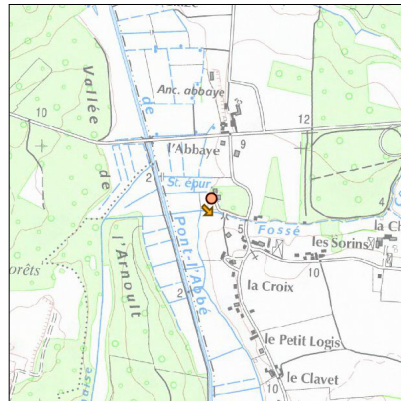 Anc. abbaye
10
12
Vallée
de
l'Abbaye
9
2
St. épur.
de
4
Fossé
5
la Ch
les Sorins
Pont-l'Abbé
l'Arnoult
orêts
10
10
la Croix
2
le Petit Logis
le Clavet